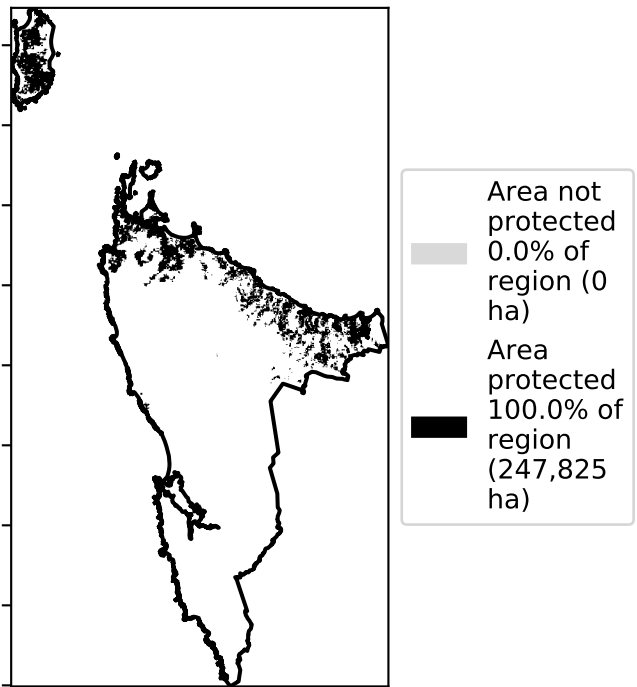 Area not
protected
0.0% of
region (0
ha)
Area
protected
100.0% of
region
(247,825
ha)